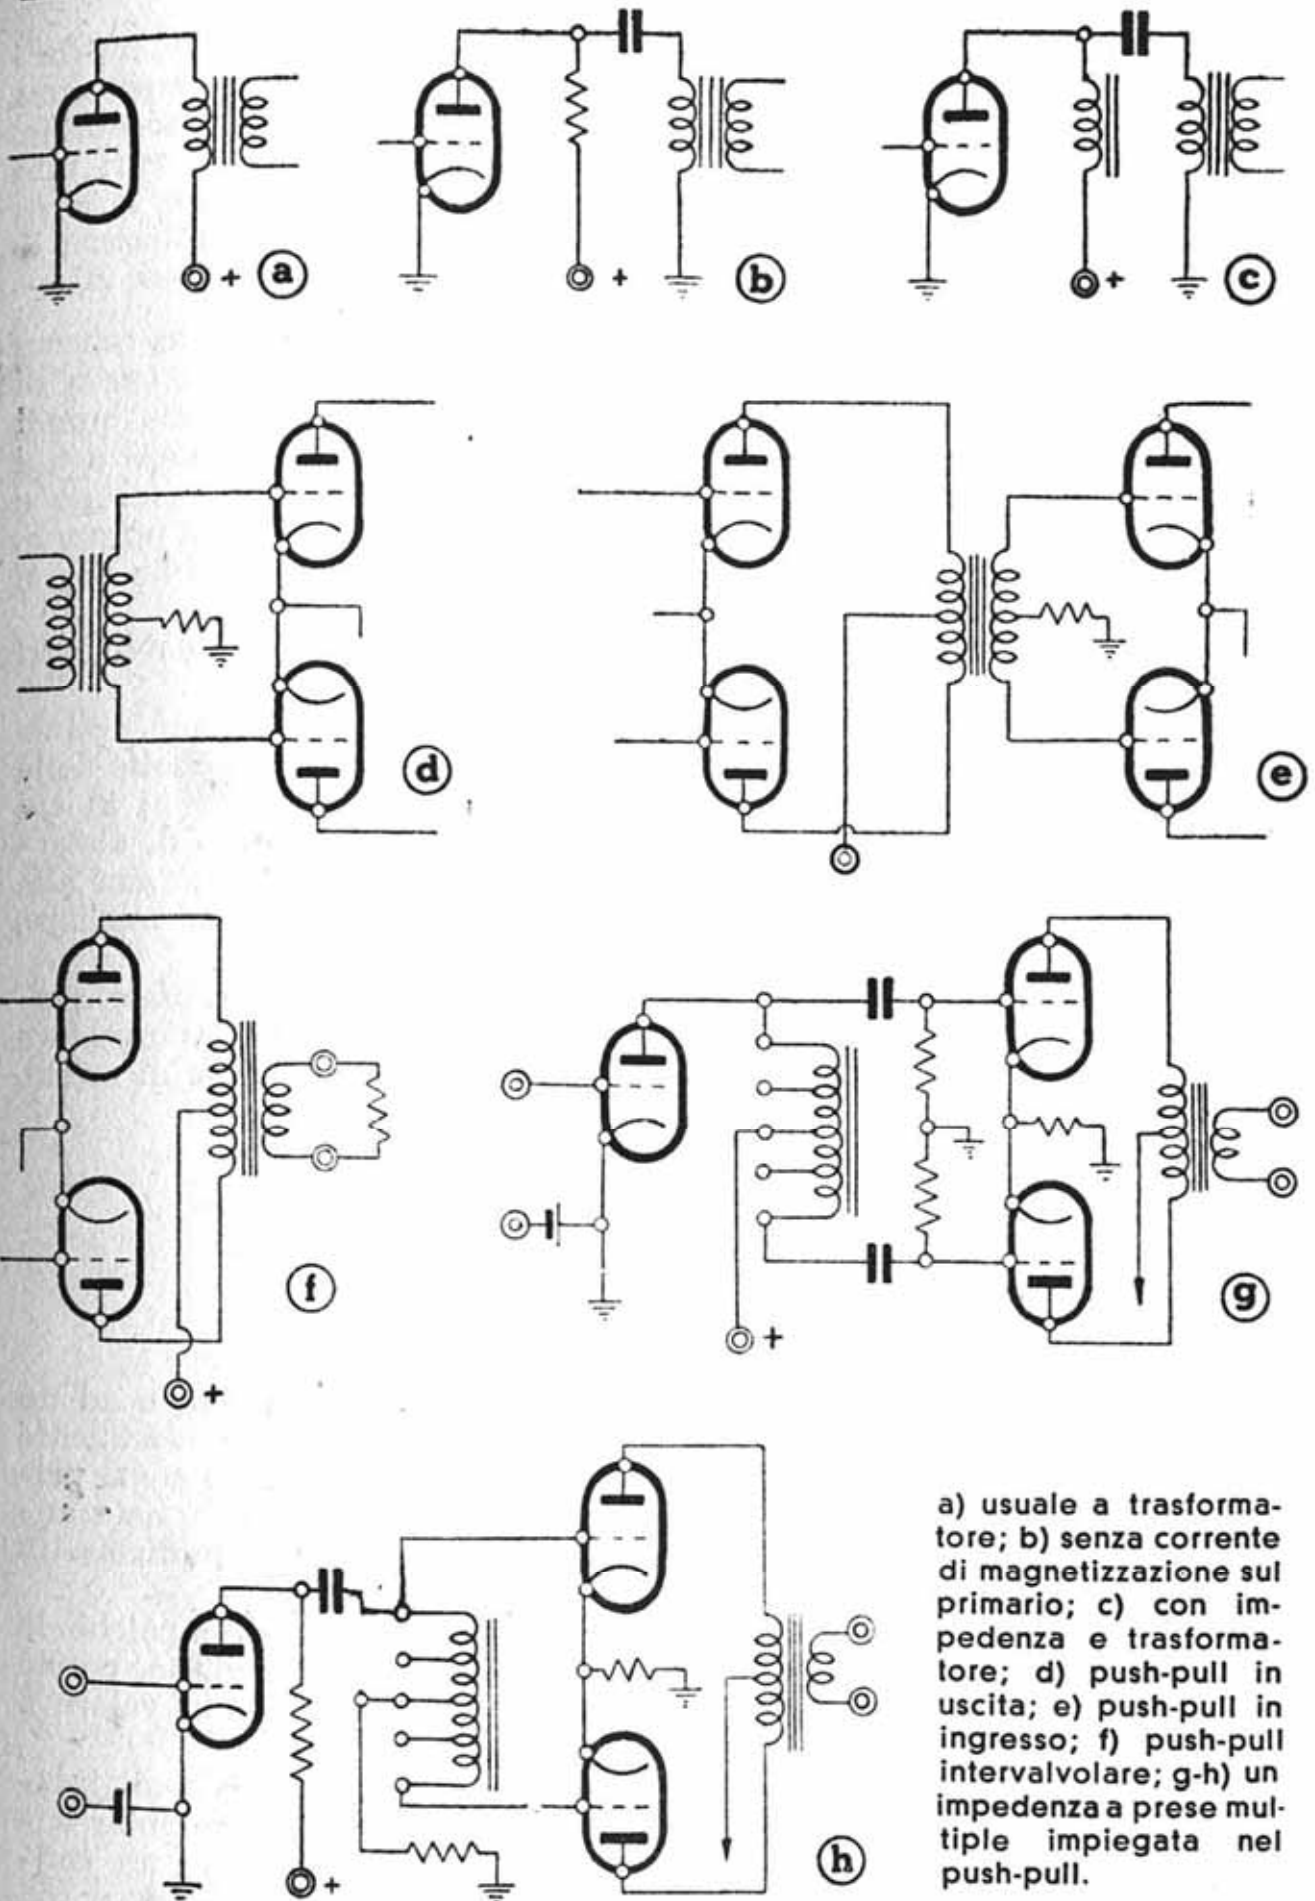 + a
+ b
+ c
d
e
f
+
g
+
h
+
a) usuale a trasforma-
tore; b) senza corrente
di magnetizzazione sul
primario; c) con im-
pedenza e trasforma-
tore; d) push-pull in
uscita; e) push-pull in
ingresso; f) push-pull
intervalvolare; g-h) un
impedenza a prese mul-
tiple impiegata nel
push-pull.